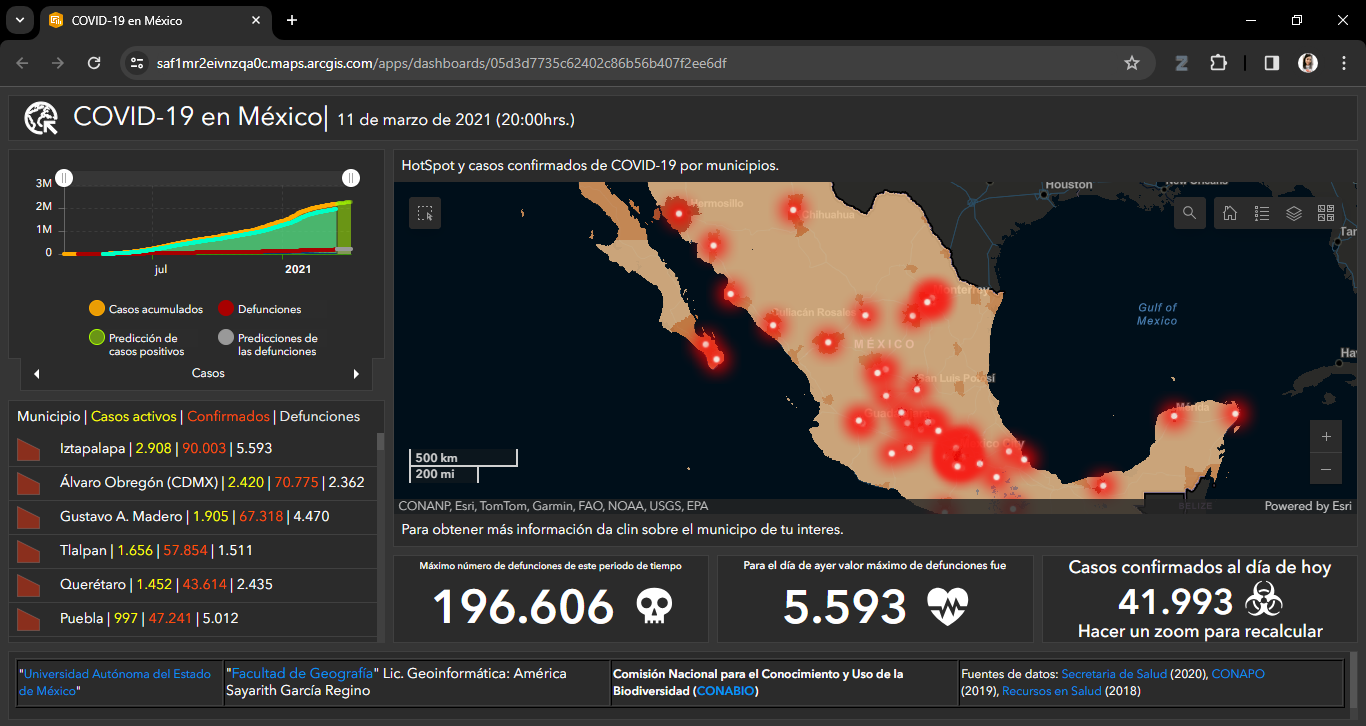 COVID-19 en México
saf1mr2eivnzqa0c.maps.arcgis.com/apps/dashboards/05d3d7735c62402c86b56b407f2ee6df
COVID-19 en México| 11 de marzo de 2021 (20:00hrs.)
3M
2M
1M
0
jul
2021
Casos acumulados
Defunciones
Predicción de
casos positivos
Predicciones de
las defunciones
Casos
Municipio | Casos activos | Confirmados | Defunciones
Iztapalapa | 2.908 | 90.003 | 5.593
Álvaro Obregón (CDMX) | 2.420 | 70.775 | 2.362
Gustavo A. Madero | 1.905 | 67.318 | 4.470
Tlalpan | 1.656 | 57.854 | 1.511
Querétaro | 1.452 | 43.614 | 2.435
Puebla | 997 | 47.241 | 5.012
HotSpot y casos confirmados de COVID-19 por municipios.
Houston
New Orleans
Hermosillo
Chihuahua
Monterrey
Culiacán Rosales
MÉXICO
San Luis Potosí
Guadalajara
Mexico City
Mérida
Gulf of
Mexico
Tar
Hav
BELIZE
500 km
200 mi
CONANP, Esri, TomTom, Garmin, FAO, NOAA, USGS, EPA
Powered by Esri
Para obtener más información da clin sobre el municipo de tu interes.
Máximo número de defunciones de este periodo de tiempo
196.606
Para el día de ayer valor máximo de defunciones fue
5.593
Casos confirmados al día de hoy
41.993
Hacer un zoom para recalcular
"Universidad Autónoma del Estado
de México"
"Facultad de Geografía" Lic. Geoinformática: América
Sayarith García Regino
Comisión Nacional para el Conocimiento y Uso de la
Biodiversidad (CONABIO)
Fuentes de datos: Secretaria de Salud (2020), CONAPO
(2019), Recursos en Salud (2018)